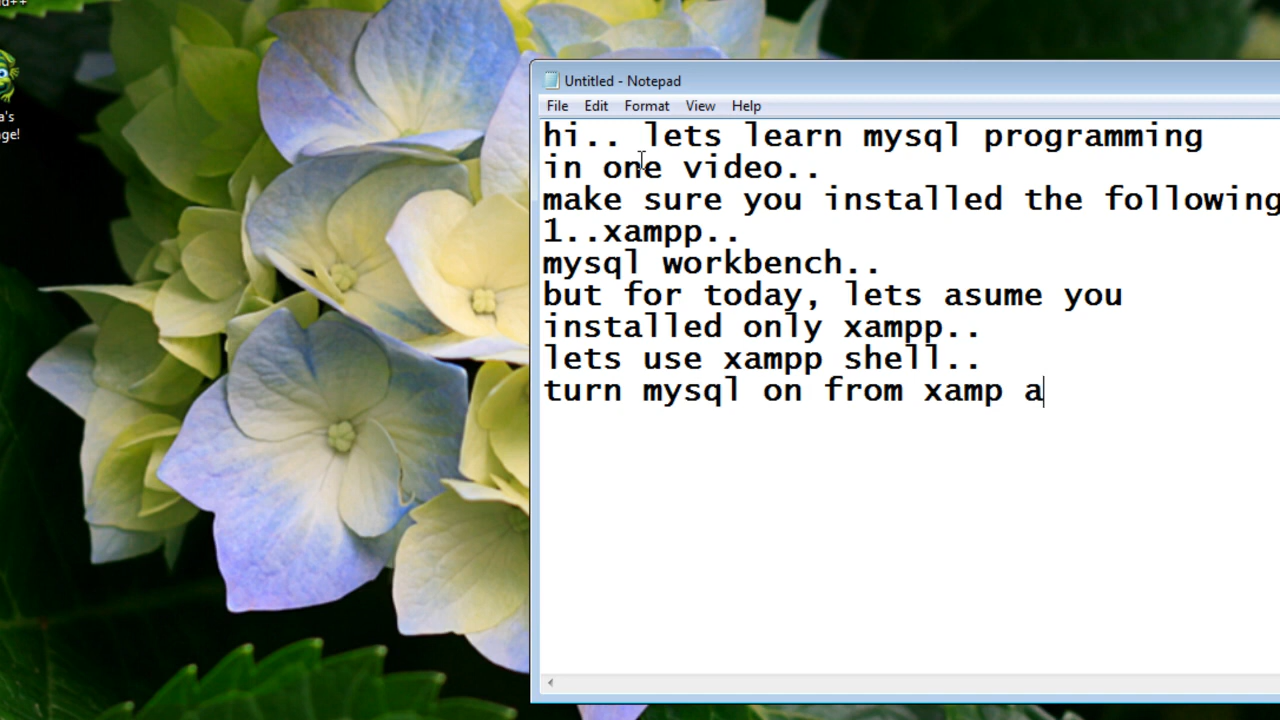 d++
a's
ge!
Untitled - Notepad
File Edit Format View Help
hi.. lets learn mysql programming
in one video..
make sure you installed the following
1..xampp..
mysql workbench..
but for today, lets asume you
installed only xampp..
lets use xampp shell..
turn mysql on from xamp a